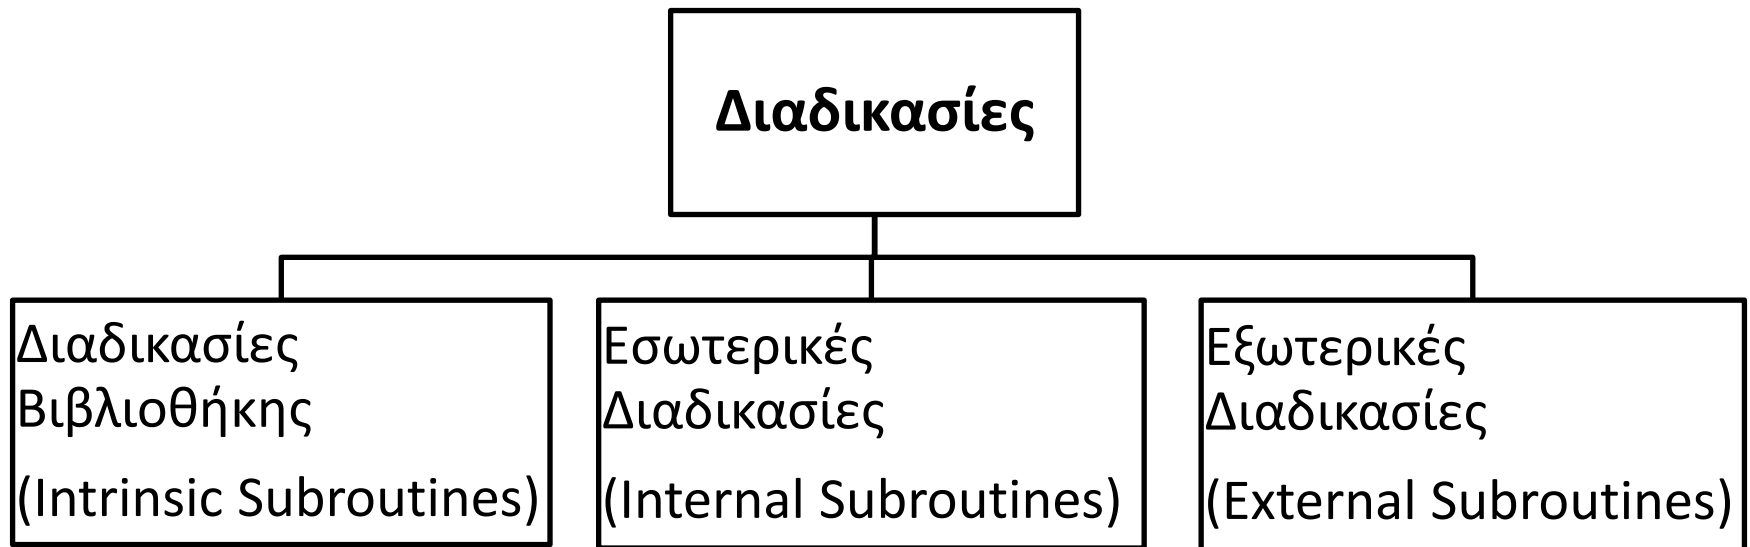 Διαδικασίες
Διαδικασίες
Βιβλιοθήκης
(Intrinsic Subroutines)
Εσωτερικές
Διαδικασίες
(Internal Subroutines)
Εξωτερικές
Διαδικασίες
(External Subroutines)